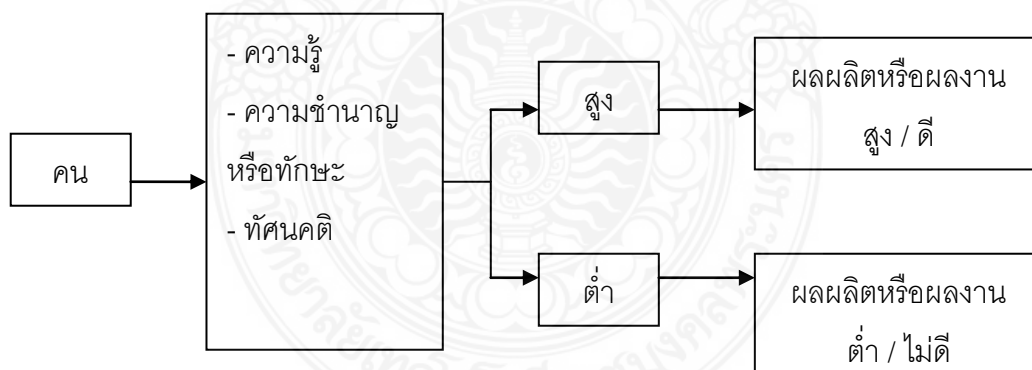 คน
- ความรู้
- ความชำนาญ
หรือทักษะ
- ทัศนคติ
สูง
ผลผลิตหรือผลงาน
สูง / ดี
ต่ำ
ผลผลิตหรือผลงาน
ต่ำ / ไม่ดี